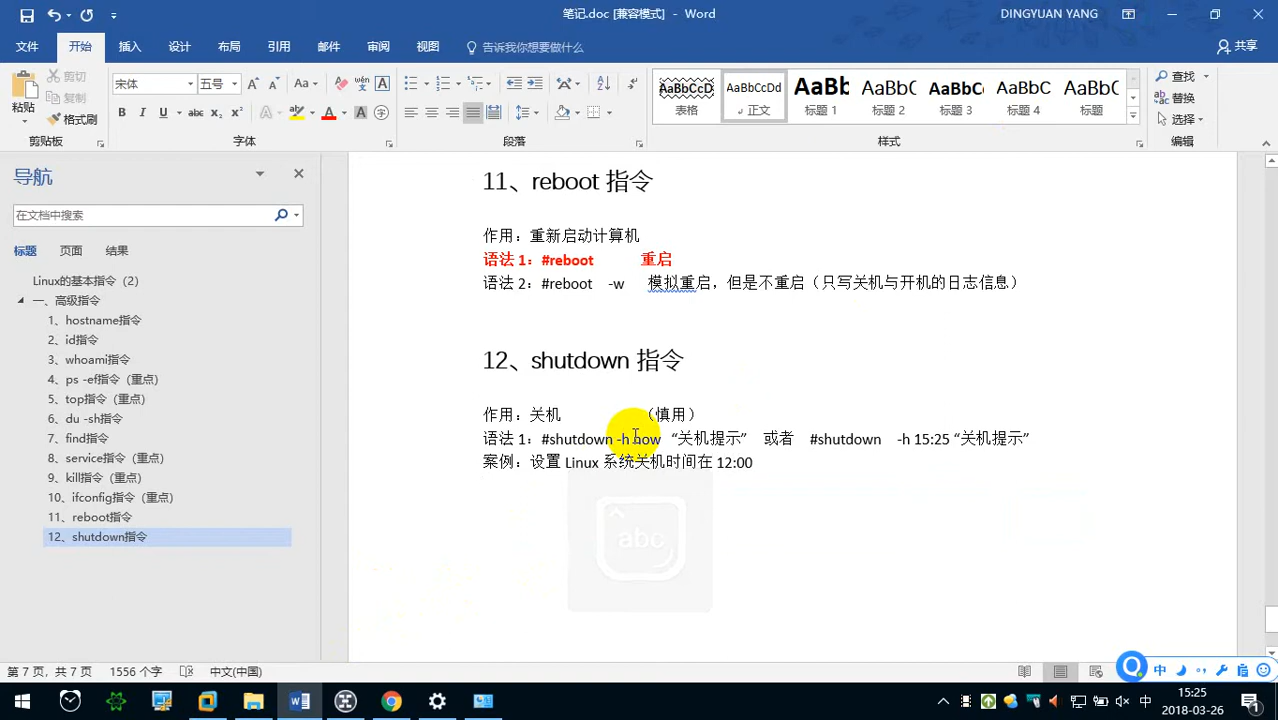 笔记.doc [兼容模式] - Word
DINGYUAN YANG
文件 开始 插入 设计 布局 引用 邮件 审阅 视图 告诉我你想要做什么 共享
粘贴 剪切
复制
格式刷
剪贴板
宋体 五号
字体
段落
AaBbCcD 表格
AaBbCcDd 正文
AaBb 标题 1
AaBbC 标题 2
AaBbC 标题 3
AaBbC 标题 4
AaBbC 标题
样式
查找
替换
选择
编辑
导航
在文档中搜索
标题 页面 结果
Linux的基本指令（2）
一、高级指令
1、hostname指令
2、id指令
3、whoami指令
4、ps -ef指令（重点）
5、top指令（重点）
6、du -sh指令
7、find指令
8、service指令（重点）
9、kill指令（重点）
10、ifconfig指令（重点）
11、reboot指令
12、shutdown指令
11、reboot 指令
作用：重新启动计算机
语法 1：#reboot 重启
语法 2：#reboot -w 模拟重启，但是不重启（只写关机与开机的日志信息）
12、shutdown 指令
作用：关机 （慎用）
语法 1：#shutdown -h now “关机提示” 或者 #shutdown -h 15:25 “关机提示”
案例：设置 Linux 系统关机时间在 12:00
abc
第 7 页，共 7 页 1556 个字 中文(中国)
中
中
15:25
2018-03-26